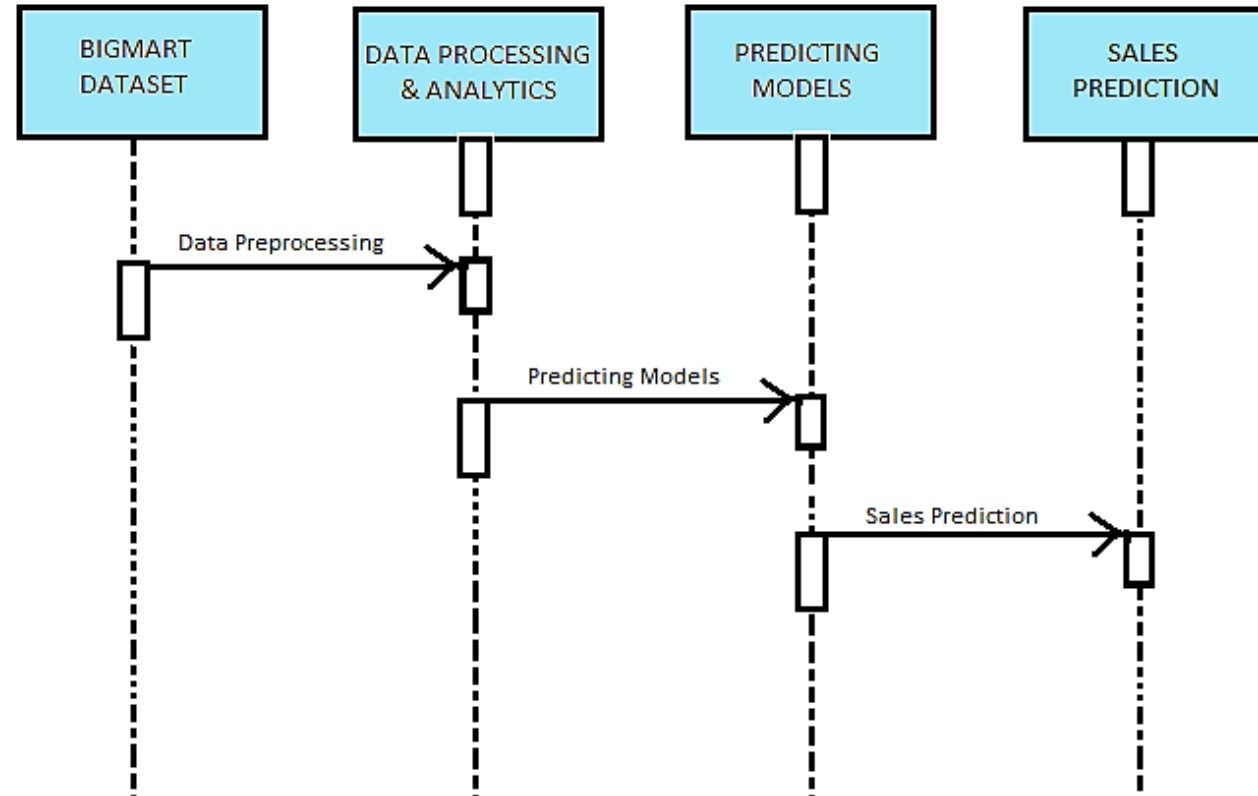 BIGMART
DATASET
DATA PROCESSING
& ANALYTICS
PREDICTING
MODELS
SALES
PREDICTION
Data Preprocessing
Predicting Models
Sales Prediction